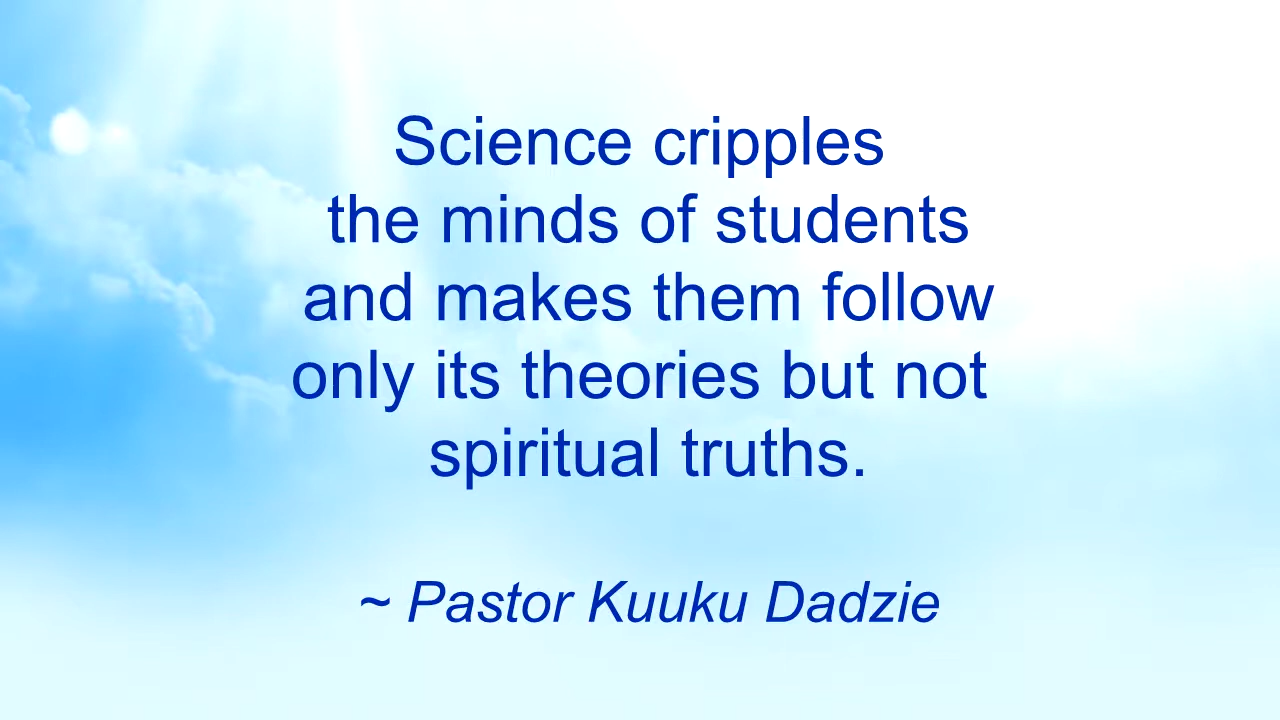 Science cripples
the minds of students
and makes them follow
only its theories but not
spiritual truths.
~ Pastor Kuuku Dadzie